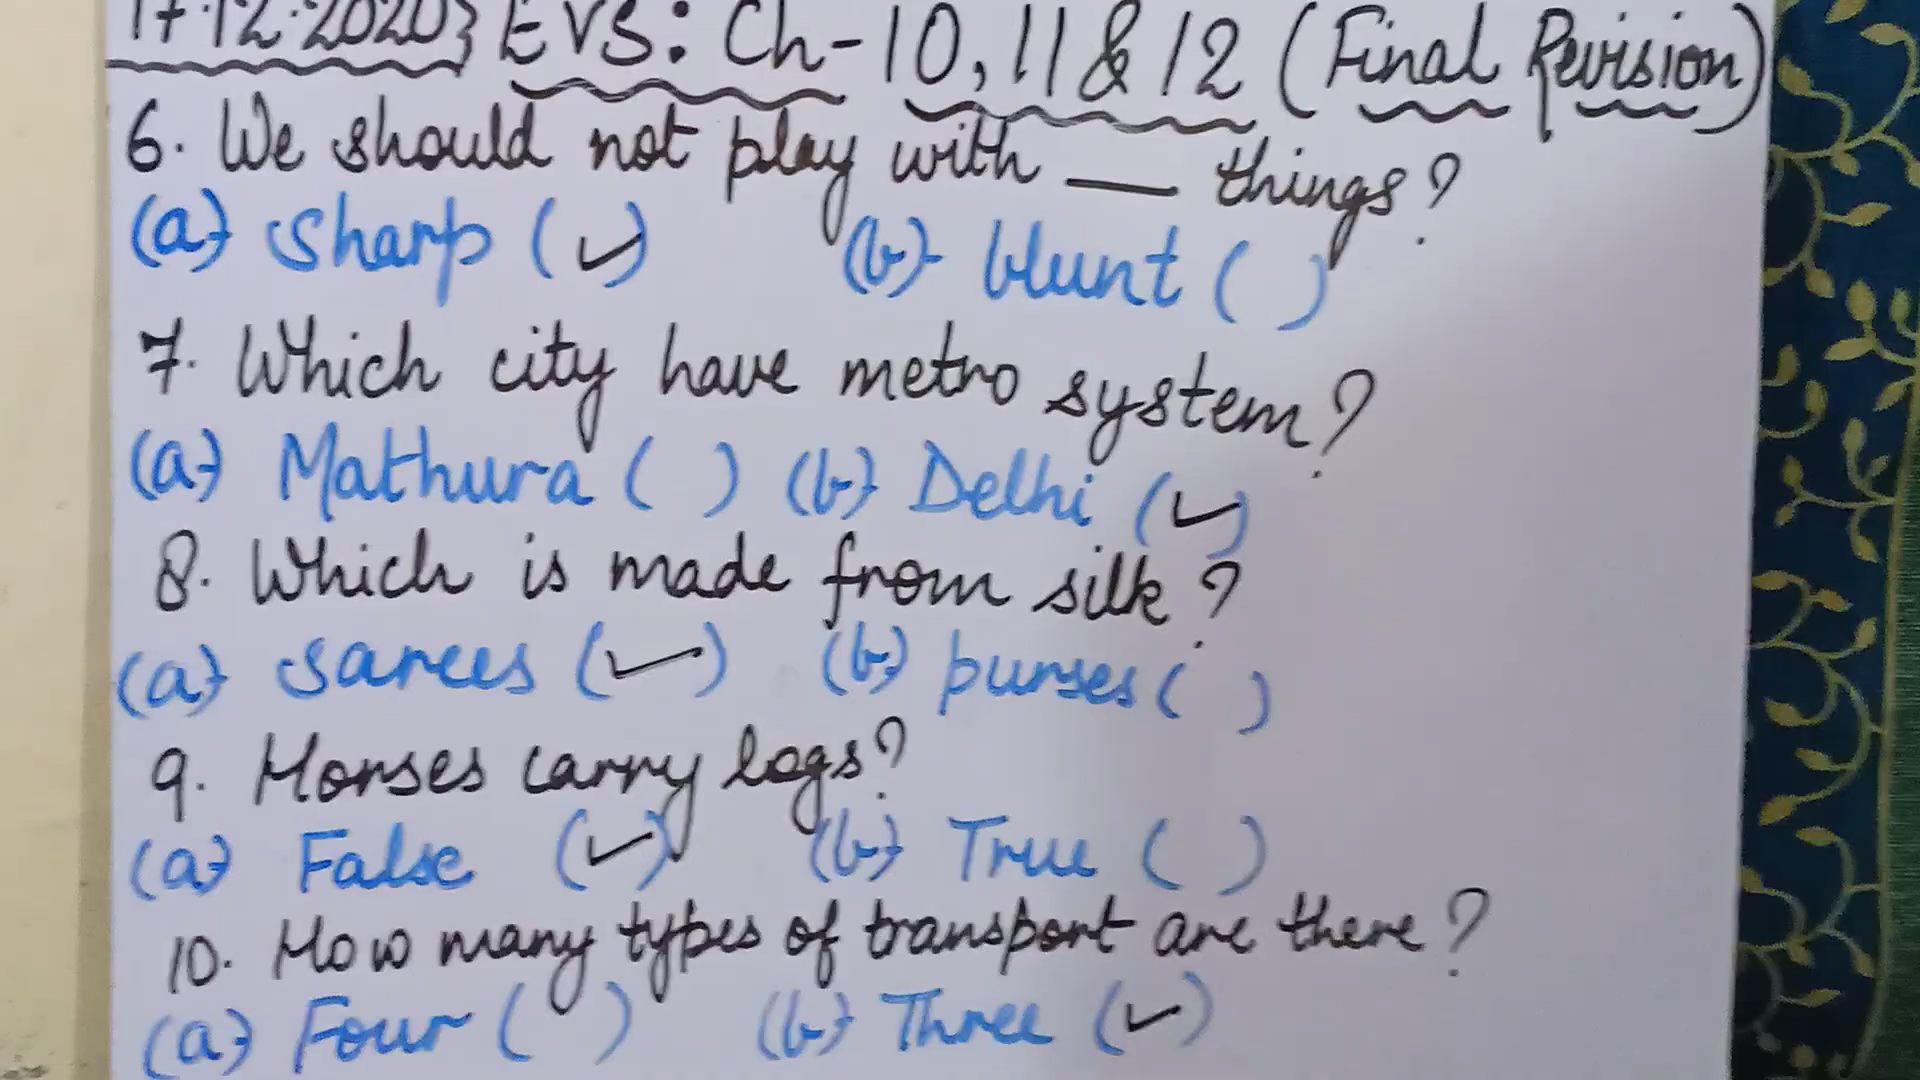 17.12.2020} EVS: Ch-10, 11 & 12 (Final Revision)
6. We should not play with ___ things?
(a) Sharp (✓) (b) blunt ( )
7. Which city have metro system?
(a) Mathura ( ) (b) Delhi (✓)
8. Which is made from silk?
(a) Sarees (✓) (b) purses ( )
9. Horses carry logs?
(a) False (✓) (b) True ( )
10. How many types of transport are there?
(a) Four ( ) (b) Three (✓)